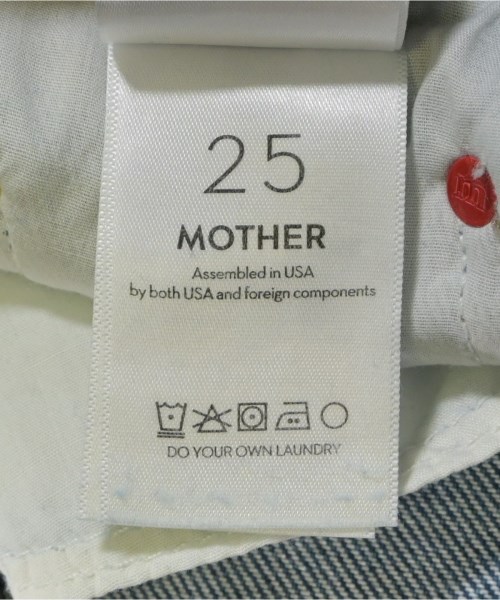 25
MOTHER
Assembled in USA
by both USA and foreign components
DO YOUR OWN LAUNDRY
m